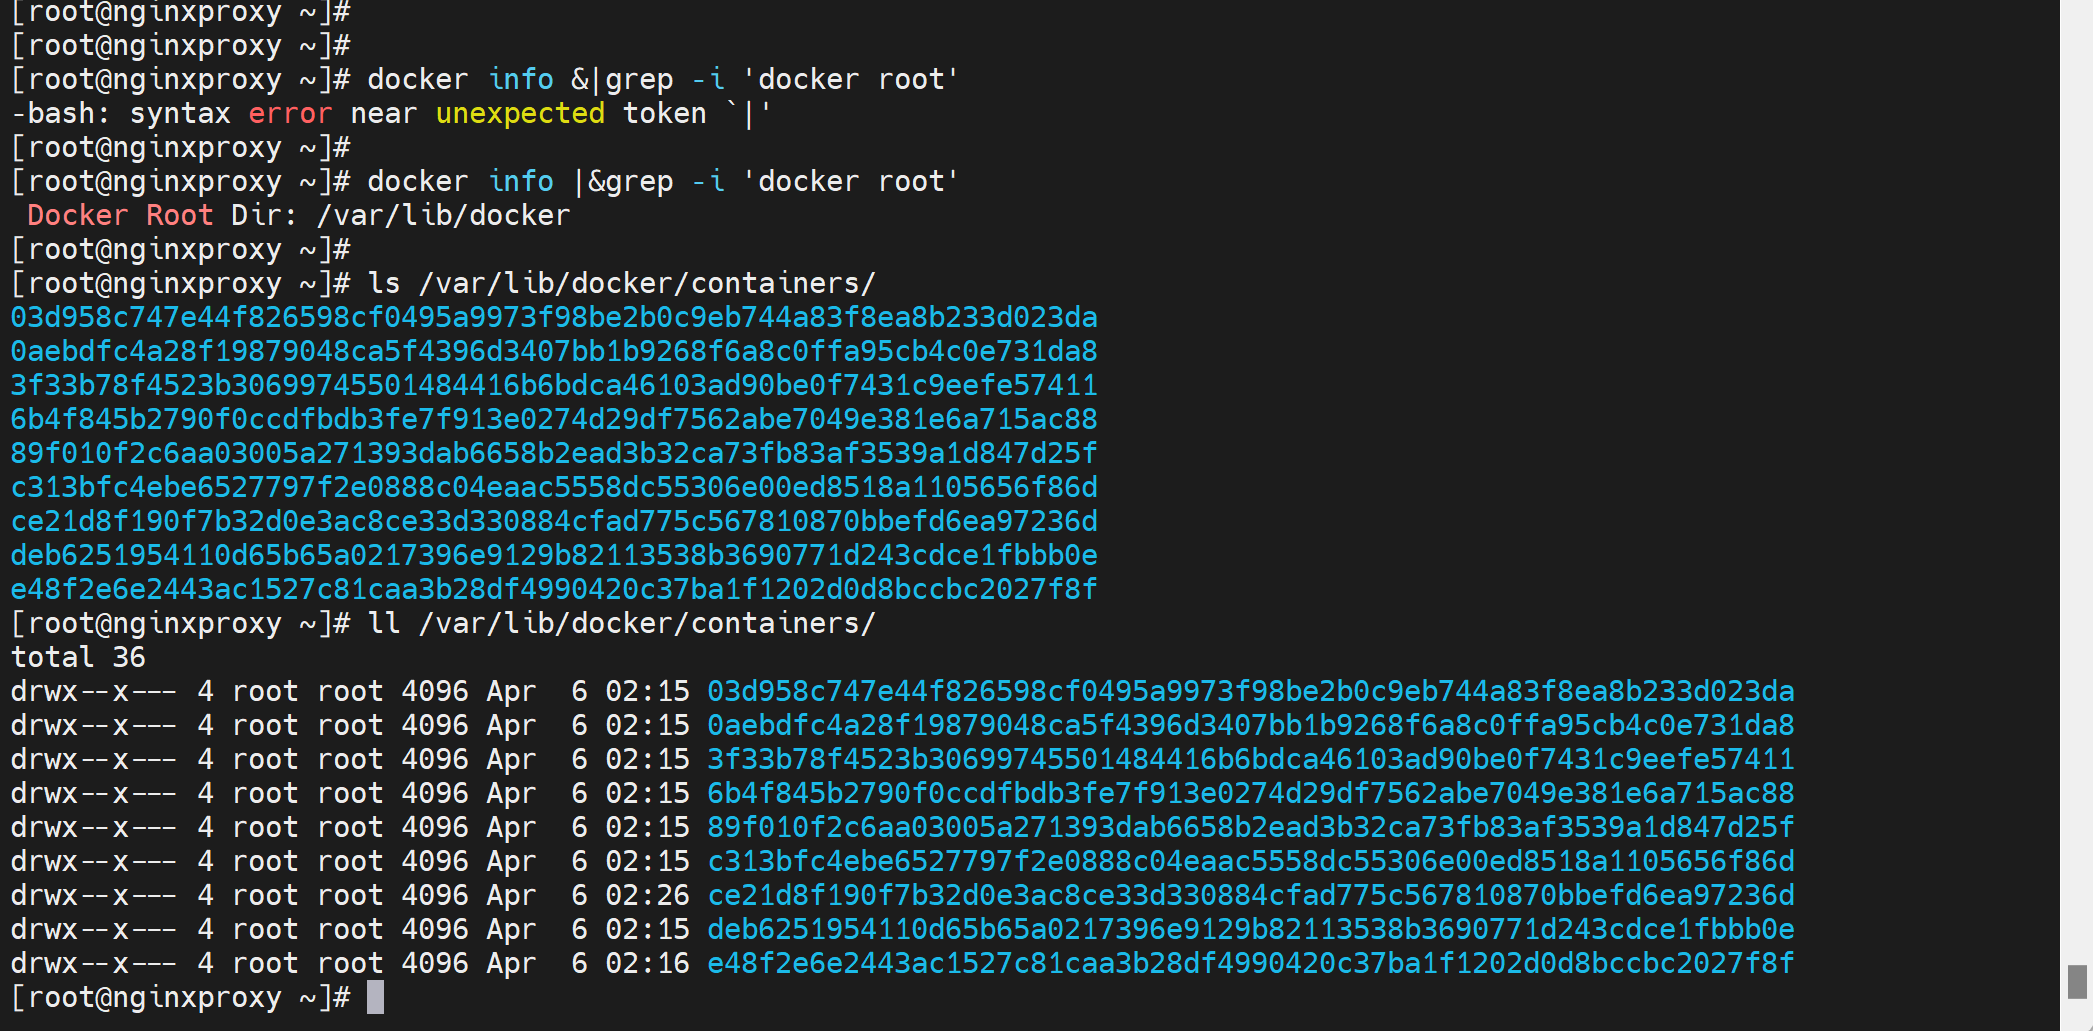 [root@nginxproxy ~]#
[root@nginxproxy ~]#
[root@nginxproxy ~]# docker info &|grep -i 'docker root'
-bash: syntax error near unexpected token `|'
[root@nginxproxy ~]#
[root@nginxproxy ~]# docker info |&grep -i 'docker root'
 Docker Root Dir: /var/lib/docker
[root@nginxproxy ~]#
[root@nginxproxy ~]# ls /var/lib/docker/containers/
03d958c747e44f826598cf0495a9973f98be2b0c9eb744a83f8ea8b233d023da
0aebdfc4a28f19879048ca5f4396d3407bb1b9268f6a8c0ffa95cb4c0e731da8
3f33b78f4523b30699745501484416b6bdca46103ad90be0f7431c9eefe57411
6b4f845b2790f0ccdfbdb3fe7f913e0274d29df7562abe7049e381e6a715ac88
89f010f2c6aa03005a271393dab6658b2ead3b32ca73fb83af3539a1d847d25f
c313bfc4ebe6527797f2e0888c04eaac5558dc55306e00ed8518a1105656f86d
ce21d8f190f7b32d0e3ac8ce33d330884cfad775c567810870bbefd6ea97236d
deb6251954110d65b65a0217396e9129b82113538b3690771d243cdce1fbbb0e
e48f2e6e2443ac1527c81caa3b28df4990420c37ba1f1202d0d8bccbc2027f8f
[root@nginxproxy ~]# ll /var/lib/docker/containers/
total 36
drwx--x--- 4 root root 4096 Apr  6 02:15 03d958c747e44f826598cf0495a9973f98be2b0c9eb744a83f8ea8b233d023da
drwx--x--- 4 root root 4096 Apr  6 02:15 0aebdfc4a28f19879048ca5f4396d3407bb1b9268f6a8c0ffa95cb4c0e731da8
drwx--x--- 4 root root 4096 Apr  6 02:15 3f33b78f4523b30699745501484416b6bdca46103ad90be0f7431c9eefe57411
drwx--x--- 4 root root 4096 Apr  6 02:15 6b4f845b2790f0ccdfbdb3fe7f913e0274d29df7562abe7049e381e6a715ac88
drwx--x--- 4 root root 4096 Apr  6 02:15 89f010f2c6aa03005a271393dab6658b2ead3b32ca73fb83af3539a1d847d25f
drwx--x--- 4 root root 4096 Apr  6 02:15 c313bfc4ebe6527797f2e0888c04eaac5558dc55306e00ed8518a1105656f86d
drwx--x--- 4 root root 4096 Apr  6 02:26 ce21d8f190f7b32d0e3ac8ce33d330884cfad775c567810870bbefd6ea97236d
drwx--x--- 4 root root 4096 Apr  6 02:15 deb6251954110d65b65a0217396e9129b82113538b3690771d243cdce1fbbb0e
drwx--x--- 4 root root 4096 Apr  6 02:16 e48f2e6e2443ac1527c81caa3b28df4990420c37ba1f1202d0d8bccbc2027f8f
[root@nginxproxy ~]#